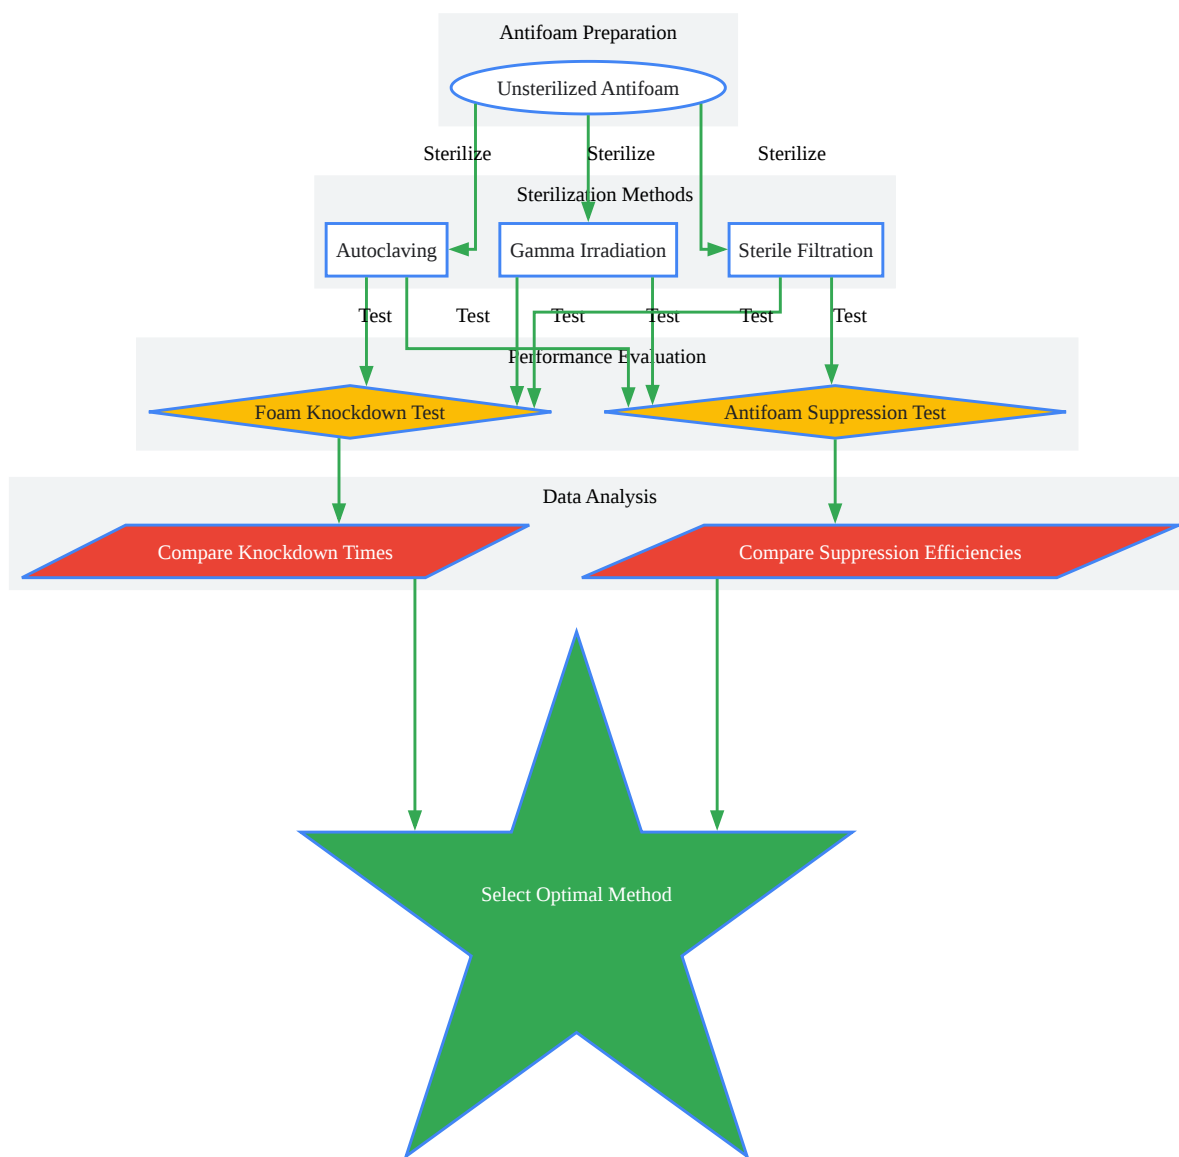 Antifoam Preparation
Unsterilized Antifoam
Sterilize Sterilize Sterilize
Sterilization Methods
Autoclaving Gamma Irradiation Sterile Filtration
Test Test Test Test Test Test
Performance Evaluation
Foam Knockdown Test Antifoam Suppression Test
Data Analysis
Compare Knockdown Times Compare Suppression Efficiencies
Select Optimal Method